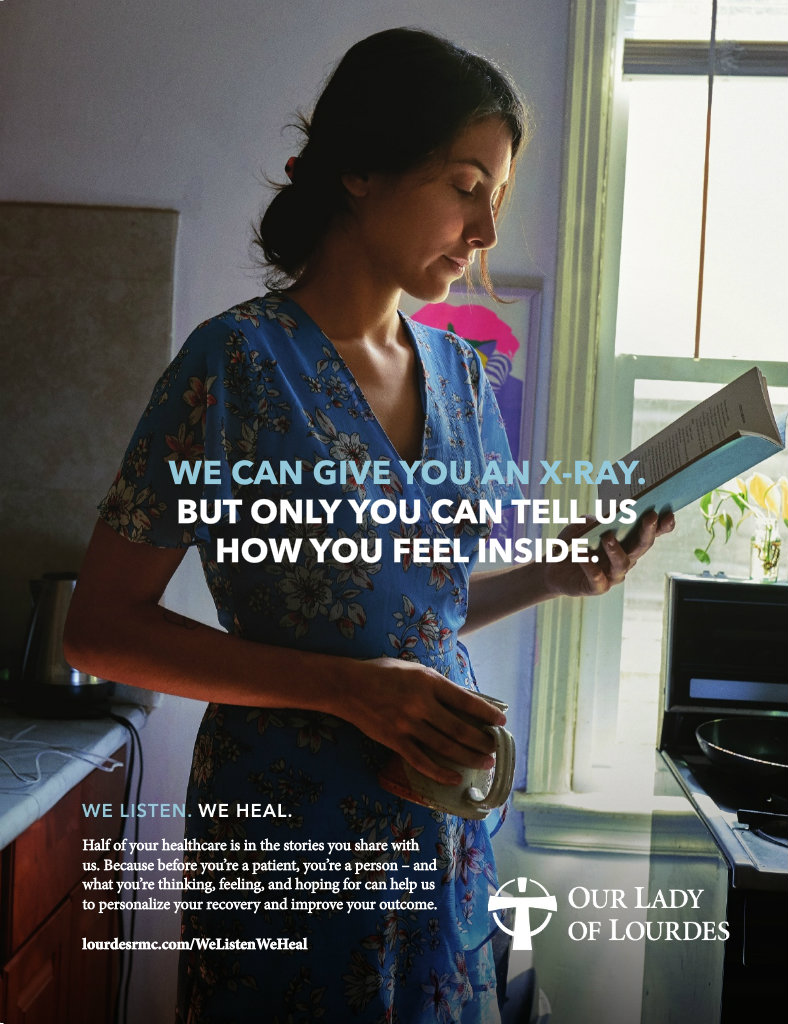 WE CAN GIVE YOU AN X-RAY.
BUT ONLY YOU CAN TELL US
HOW YOU FEEL INSIDE.
WE LISTEN. WE HEAL.
Half of your healthcare is in the stories you share with
us. Because before you’re a patient, you’re a person – and
what you’re thinking, feeling, and hoping for can help us
to personalize your recovery and improve your outcome.
lourdesrmc.com/WeListenWeHeal
OUR LADY
OF LOURDES